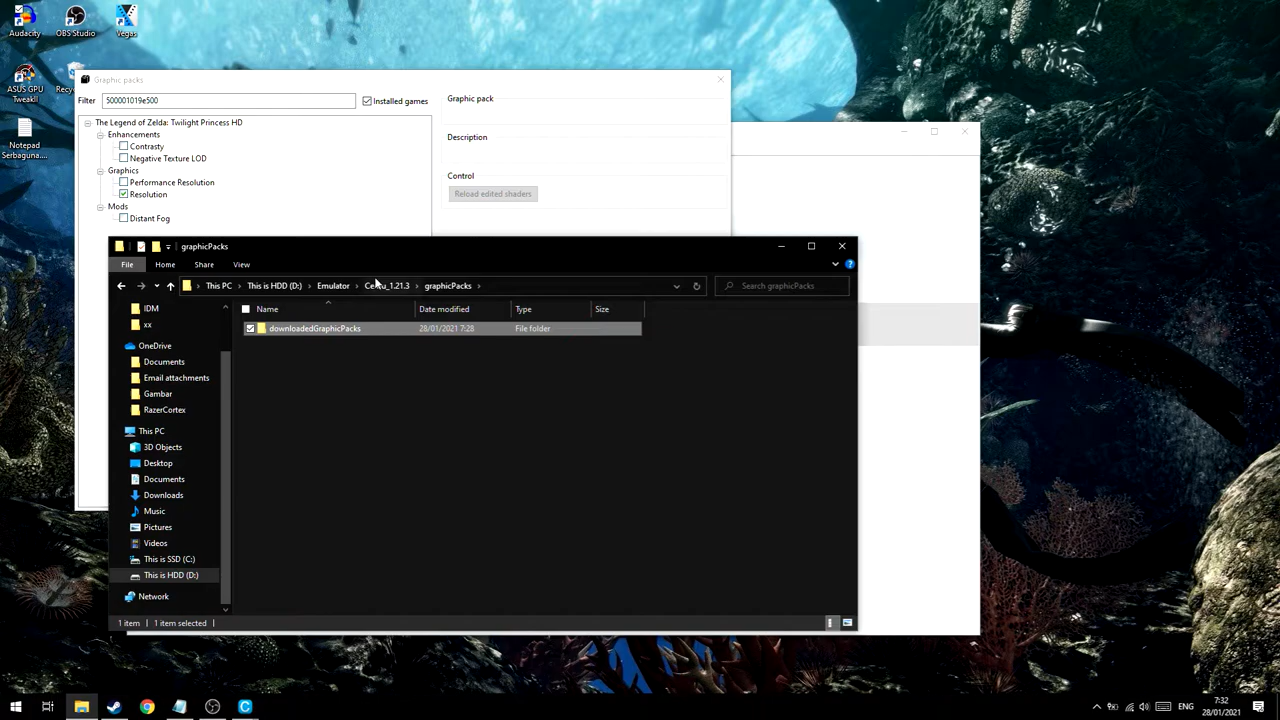 Audacity
OBS Studio
Vegas
ASUS GPU
TweakII
Notepad
Serbaguna....
Graphic packs
Filter
500001019e500
Installed games
The Legend of Zelda: Twilight Princess HD
Enhancements
Contrasty
Negative Texture LOD
Graphics
Performance Resolution
Resolution
Mods
Distant Fog
Graphic pack
Description
Control
Reload edited shaders
graphicPacks
File
Home
Share
View
This PC
This is HDD (D:)
Emulator
graphicPacks
Search graphicPacks
Name
Date modified
Type
Size
downloadedGraphicPacks
28/01/2021 7:28
File folder
IDM
xx
OneDrive
Documents
Email attachments
Gambar
RazerCortex
This PC
3D Objects
Desktop
Documents
Downloads
Music
Pictures
Videos
This is SSD (C:)
This is HDD (D:)
Network
1 item
1 item selected
ENG
7:32
28/01/2021